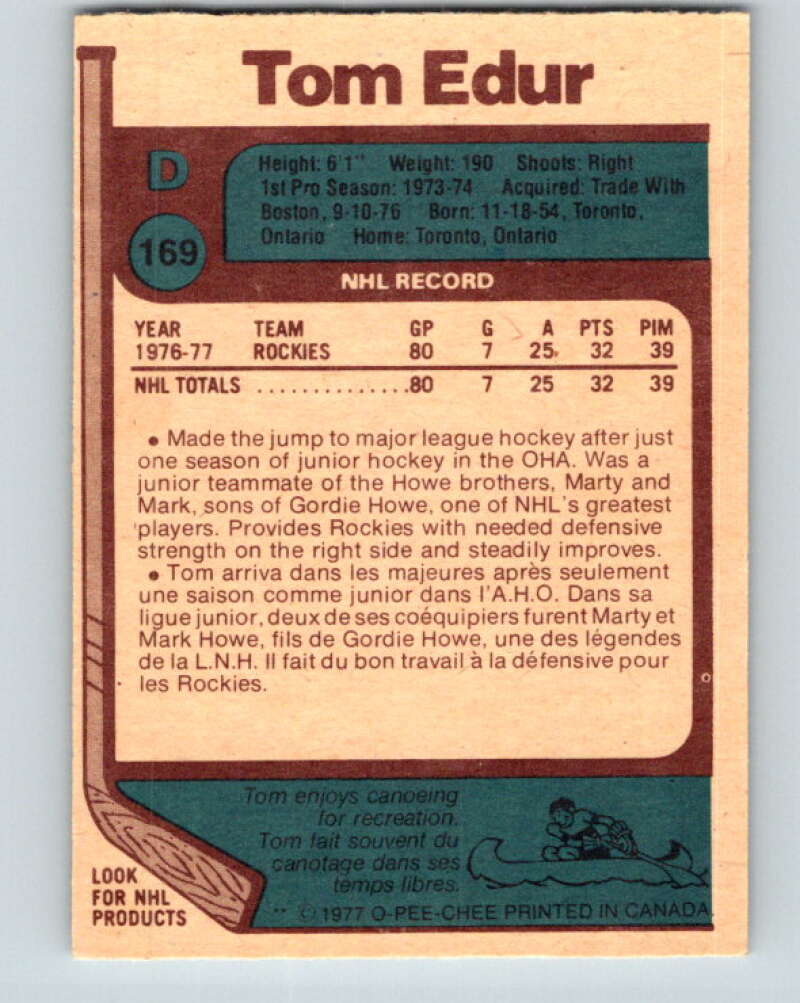 Tom Edur
D
169
Height: 6'1" Weight: 190 Shoots: Right
1st Pro Season: 1973-74 Acquired: Trade With
Boston, 9-10-76 Born: 11-18-54, Toronto,
Ontario Home: Toronto, Ontario
NHL RECORD
YEAR TEAM GP G A PTS PIM
1976-77 ROCKIES 80 7 25 32 39
NHL TOTALS ...............80 7 25 32 39
• Made the jump to major league hockey after just
one season of junior hockey in the OHA. Was a
junior teammate of the Howe brothers, Marty and
Mark, sons of Gordie Howe, one of NHL's greatest
players. Provides Rockies with needed defensive
strength on the right side and steadily improves.
• Tom arriva dans les majeures après seulement
une saison comme junior dans l'A.H.O. Dans sa
ligue junior, deux de ses coéquipiers furent Marty et
Mark Howe, fils de Gordie Howe, une des légendes
de la L.N.H. Il fait du bon travail à la défensive pour
les Rockies.
Tom enjoys canoeing
for recreation.
Tom fait souvent du
canotage dans ses
temps libres.
LOOK
FOR NHL
PRODUCTS
** © 1977 O-PEE-CHEE PRINTED IN CANADA